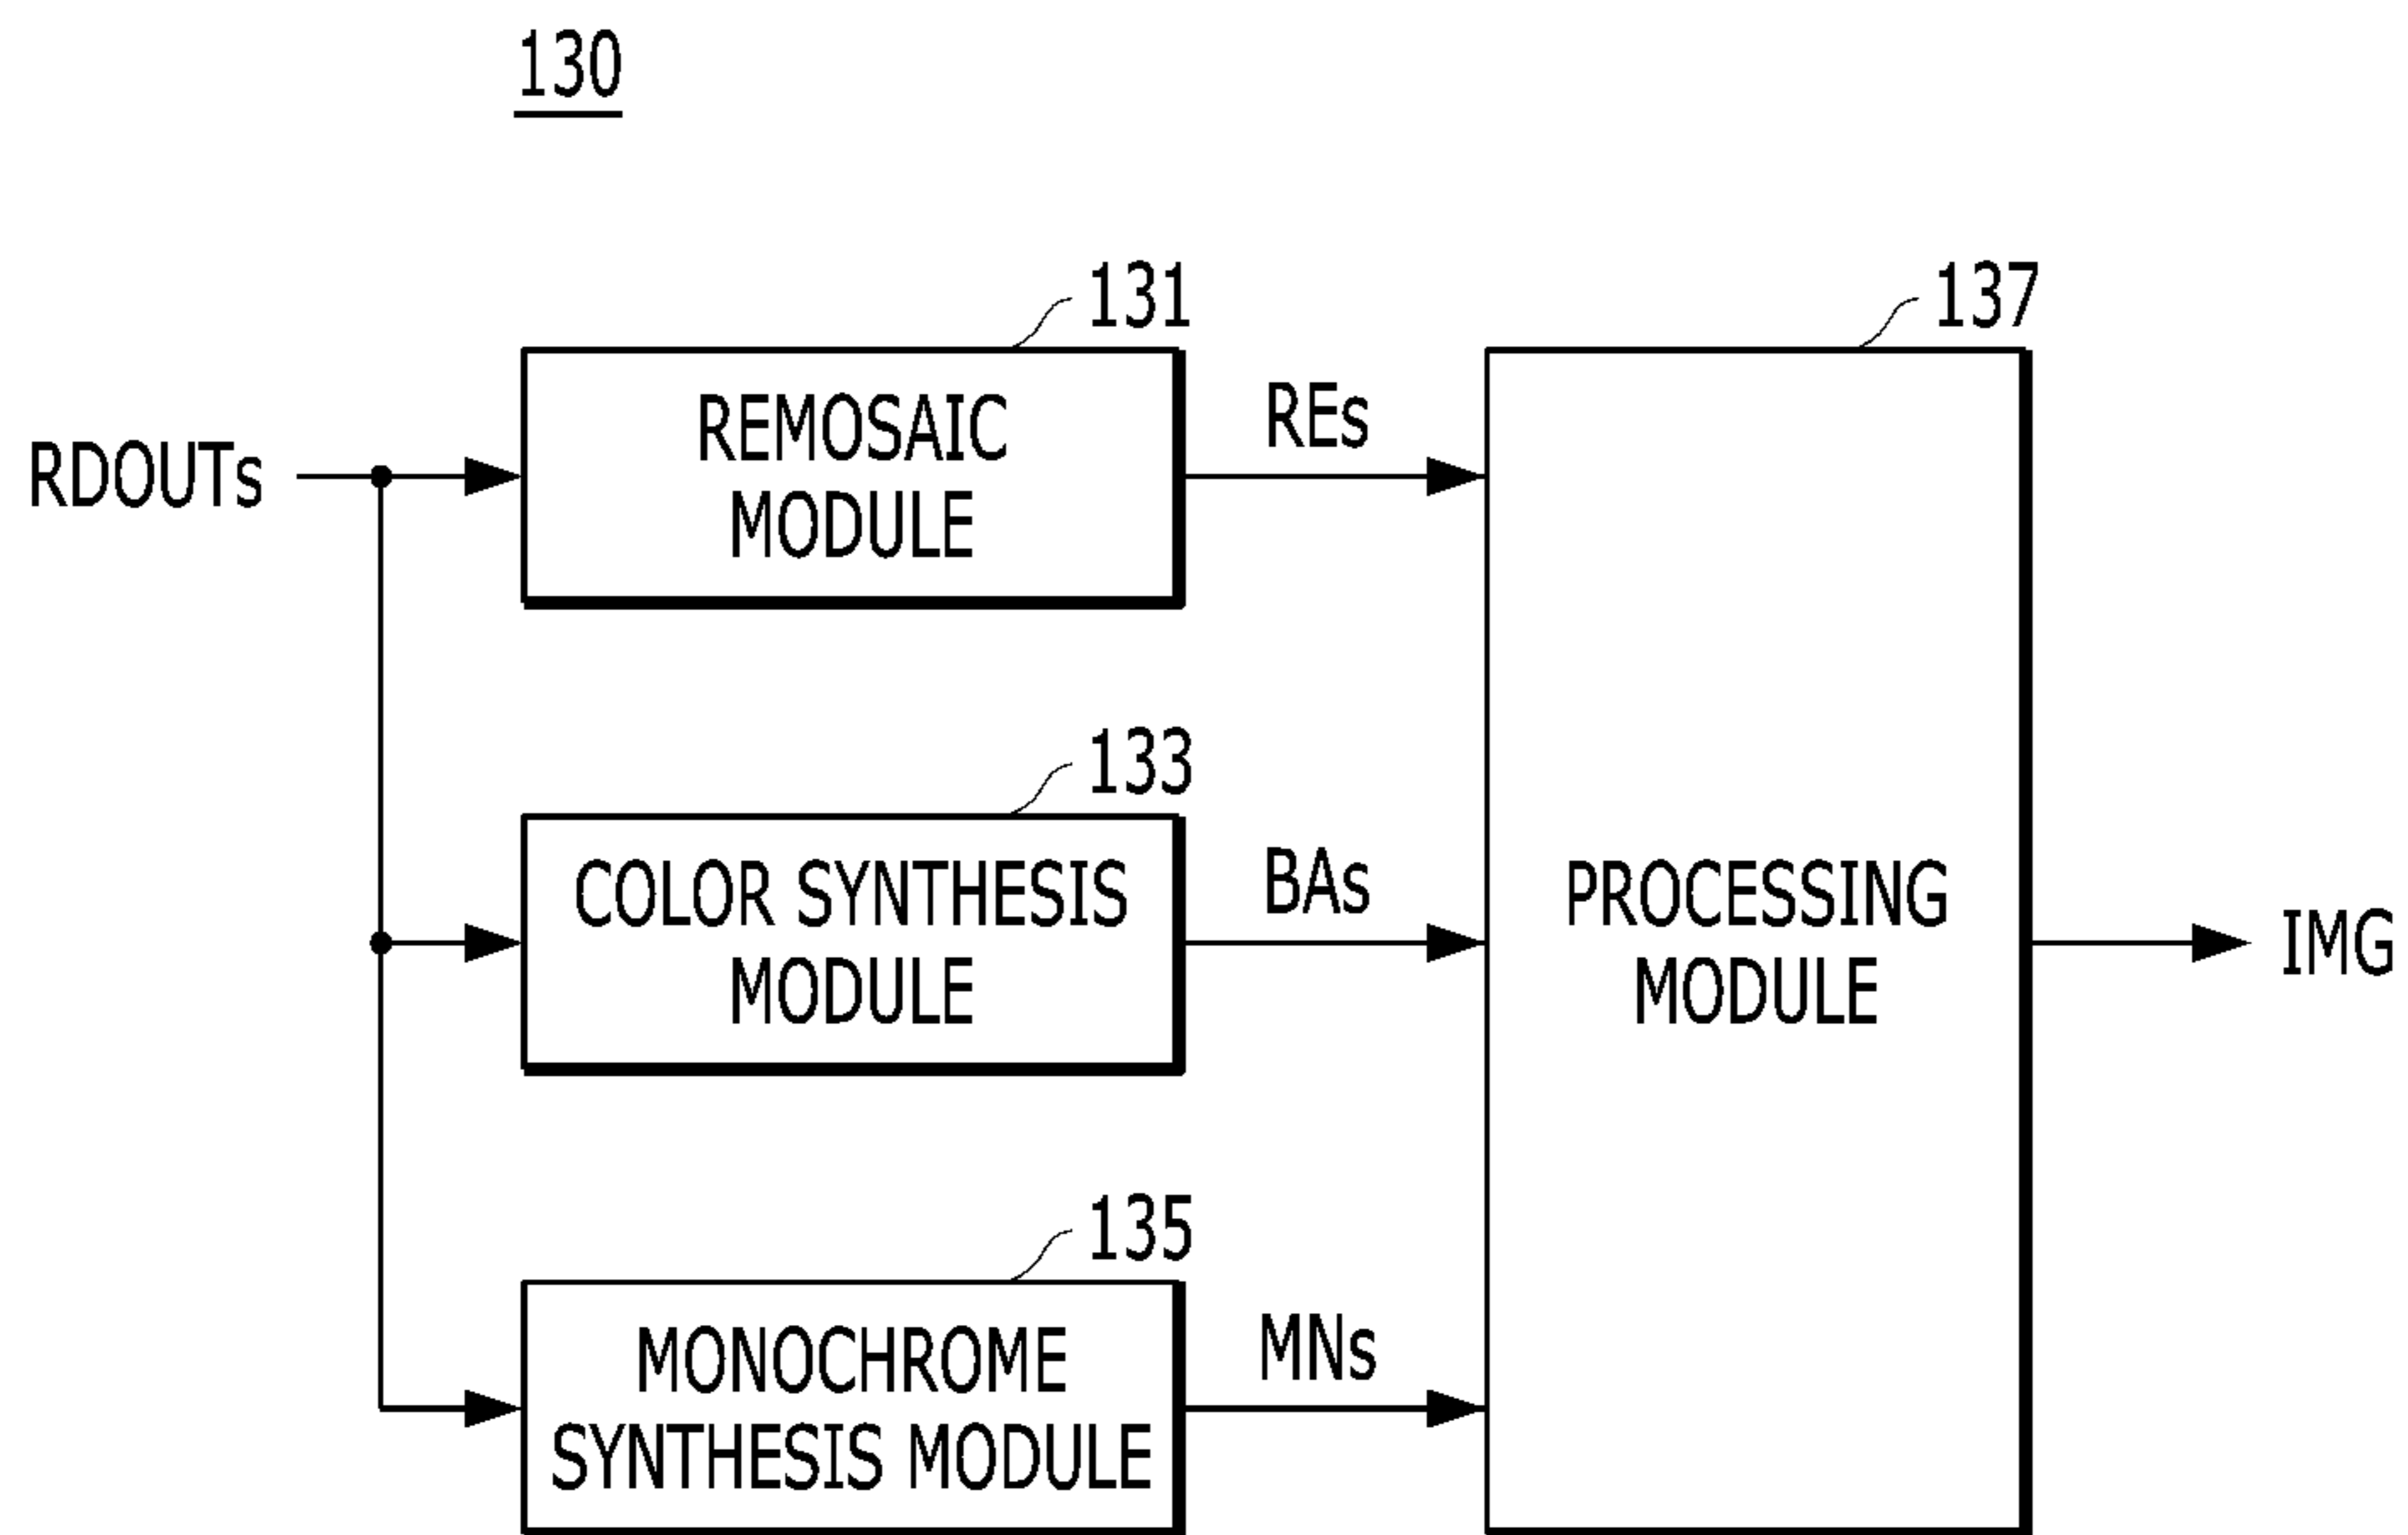 130
131
137
REMOSAIC
MODULE
REs
RDOUTs
133
COLOR SYNTHESIS
MODULE
BAs
PROCESSING
MODULE
IMG
135
MONOCHROME
SYNTHESIS MODULE
MNs